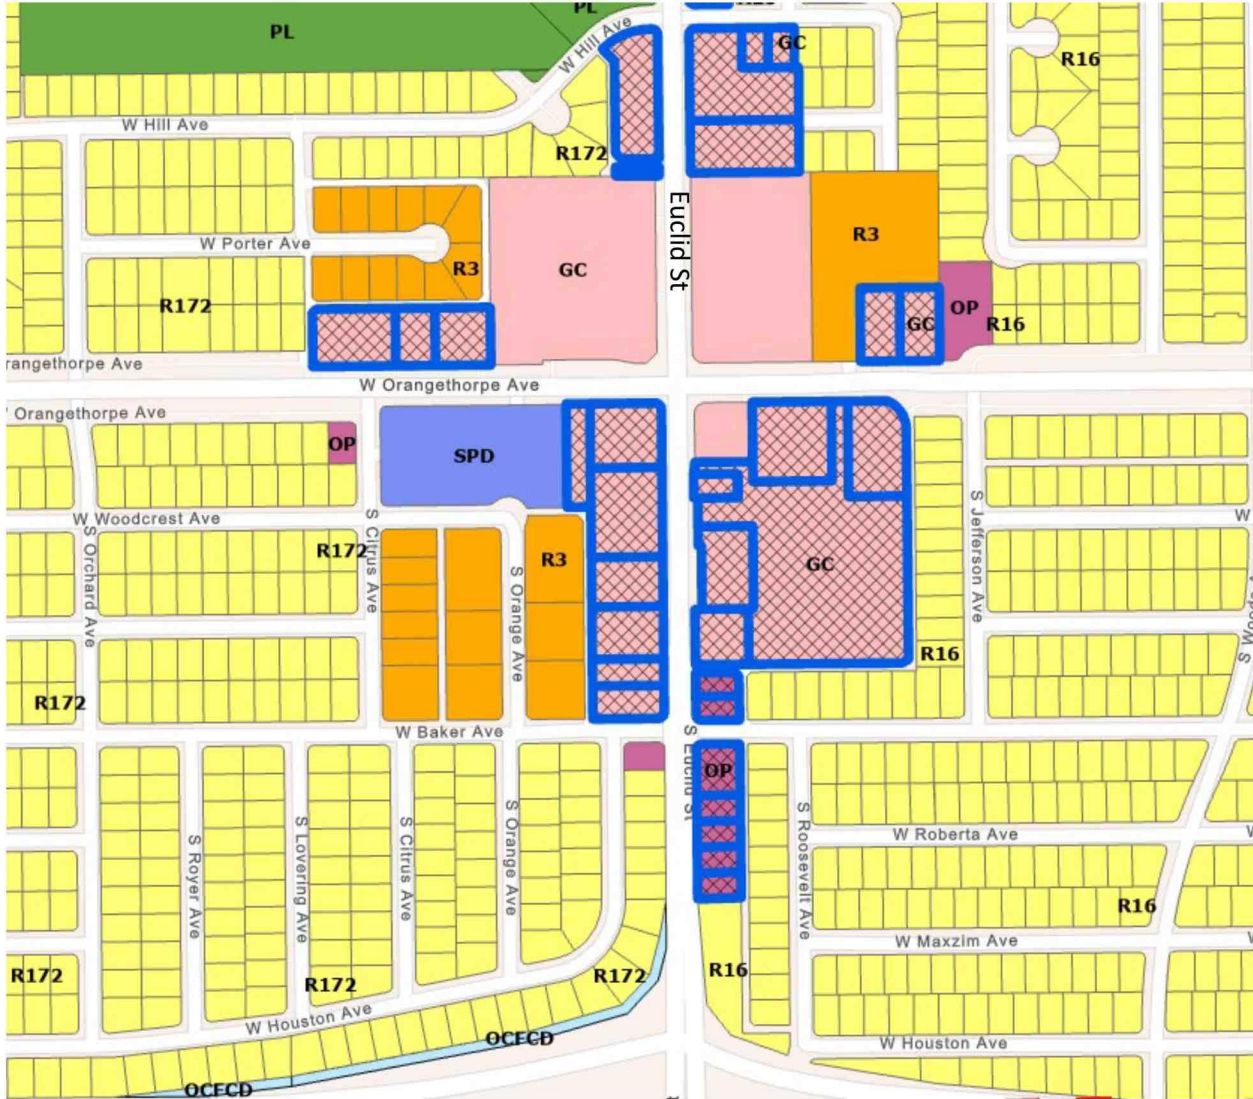 PL
PL
W Hill Ave
GC
R16
W Hill Ave
R172
Euclid St
W Porter Ave
R3
GC
R3
R172
OP
GC
R16
rangethorpe Ave
W Orangethorpe Ave
Orangethorpe Ave
OP
SPD
W Woodcrest Ave
W
S Orchard Ave
R172
S Citrus Ave
S Orange Ave
R3
GC
S Jefferson Ave
R16
R172
W Baker Ave
S Euclid St
OP
S Royer Ave
S Lovering Ave
S Citrus Ave
S Orange Ave
S Roosevelt Ave
W Roberta Ave
R16
W Maxzim Ave
R172
R172
R172
R16
W Houston Ave
OCFCD
W Houston Ave
OCFCD